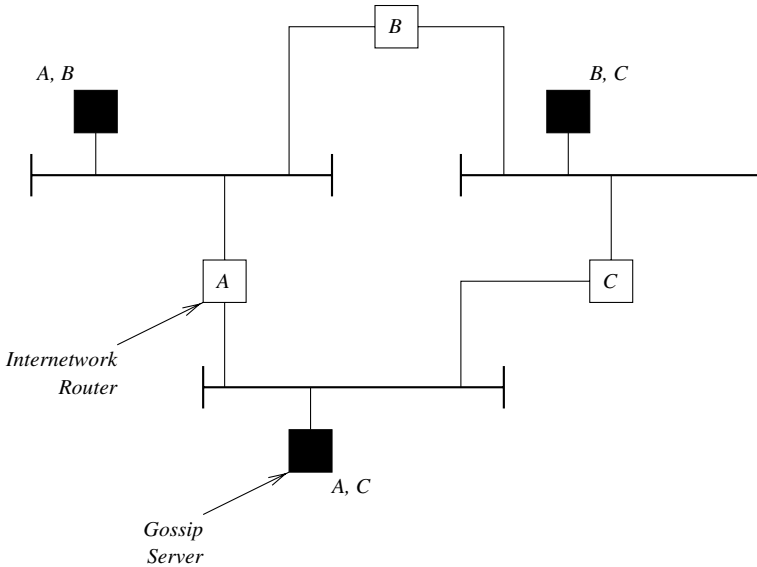 B
A, B
B, C
A
C
Internetwork
Router
A, C
Gossip
Server